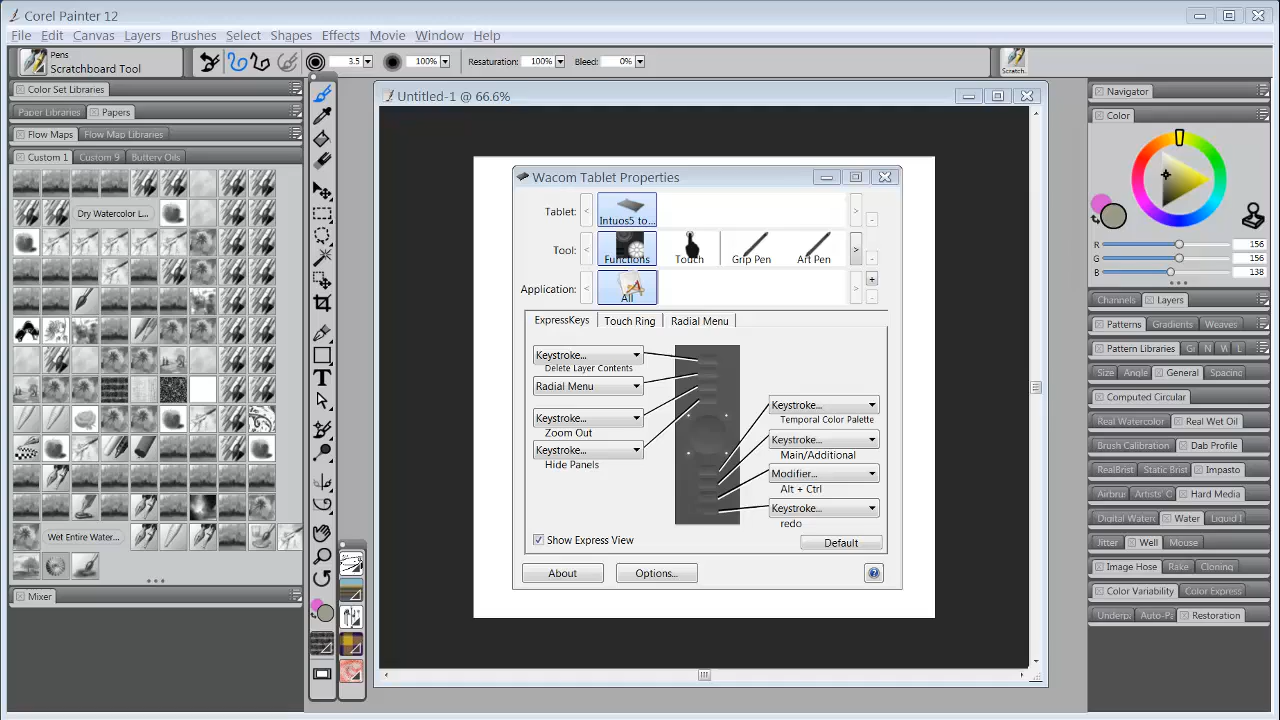 Corel Painter 12
File Edit Canvas Layers Brushes Select Shapes Effects Movie Window Help
Pens
Scratchboard Tool
3.5
100%
Resaturation: 100%
Bleed: 0%
Scratch.
Color Set Libraries
Paper Libraries Papers
Flow Maps Flow Map Libraries
Custom 1 Custom 9 Buttery Oils
Dry Watercolor L...
Wet Entire Water...
Mixer
Untitled-1 @ 66.6%
Wacom Tablet Properties
Tablet: < Intuos5 to... > -
Tool: < Functions Touch Grip Pen Art Pen > -
Application: < All > + -
ExpressKeys Touch Ring Radial Menu
Keystroke...
Delete Layer Contents
Radial Menu
Keystroke...
Zoom Out
Keystroke...
Hide Panels
Keystroke...
Temporal Color Palette
Keystroke...
Main/Additional
Modifier...
Alt + Ctrl
Keystroke...
redo
Show Express View
Default
About Options... ?
Navigator
Color
R 156
G 156
B 138
Channels Layers
Patterns Gradients Weaves
Pattern Libraries
Size Angle General Spacing
Computed Circular
Real Watercolor Real Wet Oil
Brush Calibration Dab Profile
RealBrist Static Brist Impasto
Airbru Artists' C Hard Media
Digital Water Water Liquid I
Jitter Well Mouse
Image Hose Rake Cloning
Color Variability Color Express
Underp Auto-Pa Restoration